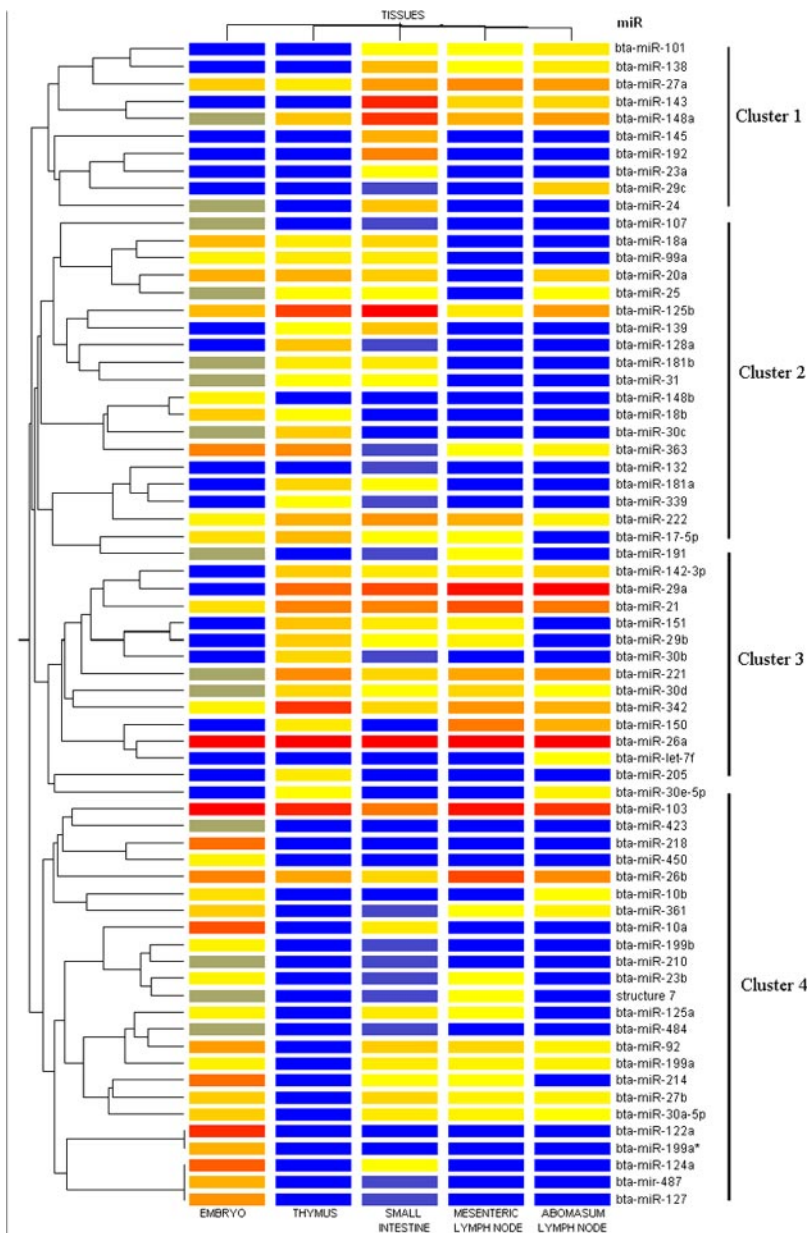 TISSUES
miR
bta-miR-101
bta-miR-138
bta-miR-27a
bta-miR-143
bta-miR-148a
bta-miR-145
bta-miR-192
bta-miR-23a
bta-miR-29c
bta-miR-24
Cluster 1
bta-miR-107
bta-miR-18a
bta-miR-99a
bta-miR-20a
bta-miR-25
bta-miR-125b
bta-miR-139
bta-miR-128a
bta-miR-181b
bta-miR-31
bta-miR-148b
bta-miR-18b
bta-miR-30c
bta-miR-363
bta-miR-132
bta-miR-181a
bta-miR-339
bta-miR-222
bta-miR-17-5p
Cluster 2
bta-miR-191
bta-miR-142-3p
bta-miR-29a
bta-miR-21
bta-miR-151
bta-miR-29b
bta-miR-30b
bta-miR-221
bta-miR-30d
bta-miR-342
bta-miR-150
bta-miR-26a
bta-miR-let-7f
bta-miR-205
Cluster 3
bta-miR-30e-5p
bta-miR-103
bta-miR-423
bta-miR-218
bta-miR-450
bta-miR-26b
bta-miR-10b
bta-miR-361
bta-miR-10a
bta-miR-199b
bta-miR-210
bta-miR-23b
structure 7
bta-miR-125a
bta-miR-484
bta-miR-92
bta-miR-199a
bta-miR-214
bta-miR-27b
bta-miR-30a-5p
bta-miR-122a
bta-miR-199a*
bta-miR-124a
bta-mir-487
bta-miR-127
Cluster 4
EMBRYO
THYMUS
SMALL
INTESTINE
MESENTERIC
LYMPH NODE
ABOMASUM
LYMPH NODE